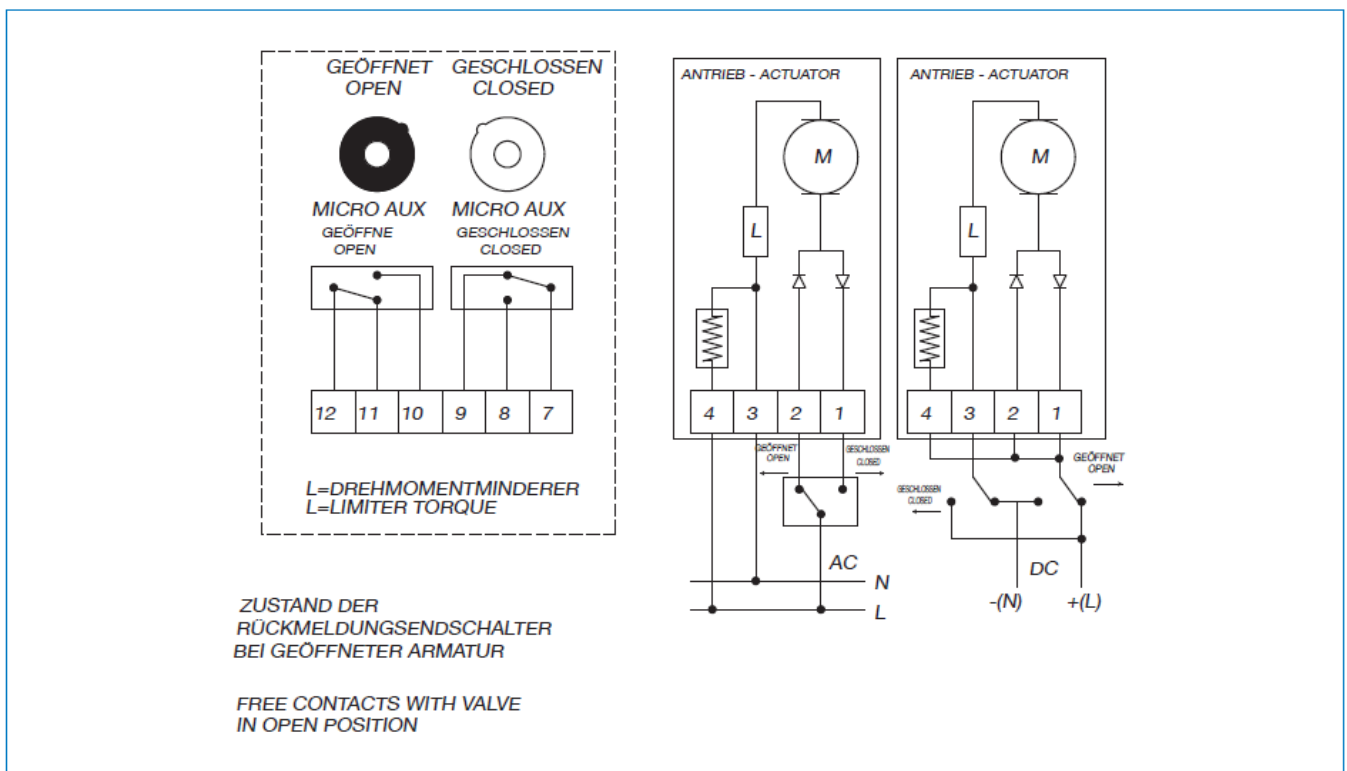 GEÖFFNET
OPEN
GESCHLOSSEN
CLOSED
MICRO AUX
GEÖFFNE
OPEN
MICRO AUX
GESCHLOSSEN
CLOSED
12 11 10 9 8 7
L=DREHMOMENTMINDERER
L=LIMITER TORQUE
ZUSTAND DER
RÜCKMELDUNGSENDSCHALTER
BEI GEÖFFNETER ARMATUR
FREE CONTACTS WITH VALVE
IN OPEN POSITION
ANTRIEB - ACTUATOR
M
L
4 3 2 1
GEÖFFNET
OPEN
GESCHLOSSEN
CLOSED
AC
N
L
ANTRIEB - ACTUATOR
M
L
4 3 2 1
GEÖFFNET
OPEN
GESCHLOSSEN
CLOSED
DC
-(N) +(L)